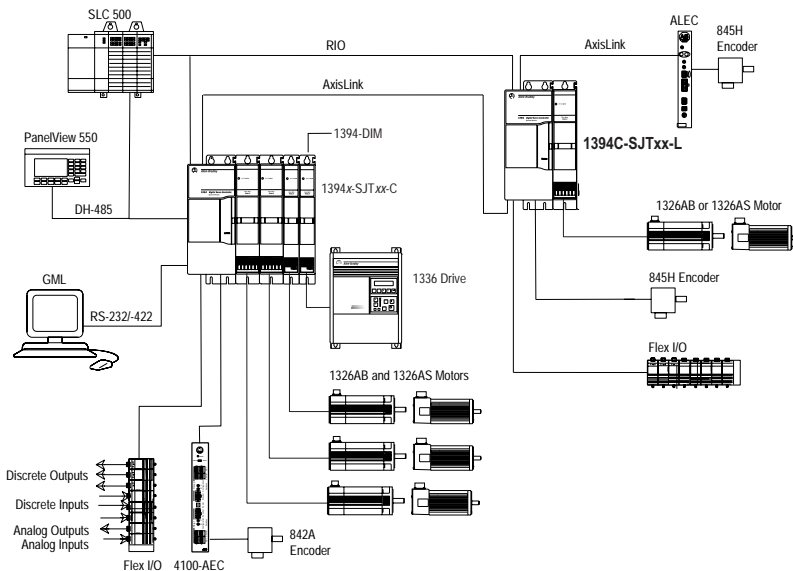 SLC 500
RIO
AxisLink
ALEC
845H
Encoder
AxisLink
1394-DIM
PanelView 550
1394x-SJTxx-C
1394C-SJTxx-L
DH-485
1326AB or 1326AS Motor
GML
1336 Drive
845H Encoder
RS-232/-422
Flex I/O
1326AB and 1326AS Motors
Discrete Outputs
Discrete Inputs
Analog Outputs
Analog Inputs
842A
Encoder
Flex I/O
4100-AEC